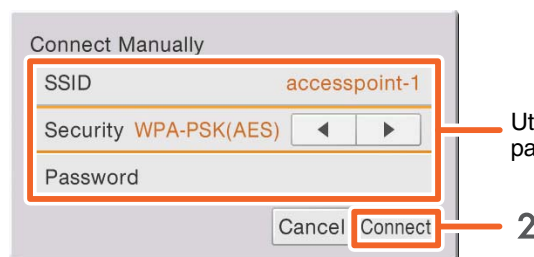 Connect Manually
SSID accesspoint-1
Security WPA-PSK(AES)
Password
Cancel Connect
2